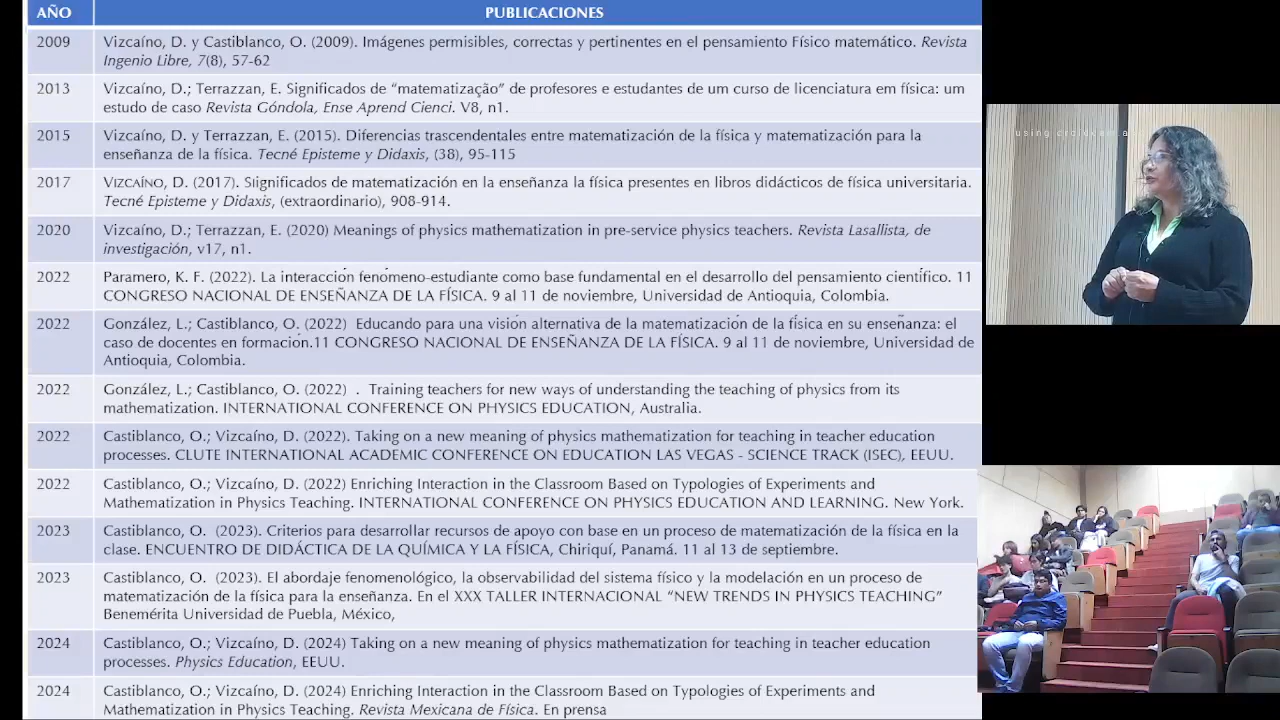 AÑO PUBLICACIONES
2009 Vizcaíno, D. y Castiblanco, O. (2009). Imágenes permisibles, correctas y pertinentes en el pensamiento Físico matemático. Revista
Ingenio Libre, 7(8), 57-62
2013 Vizcaíno, D.; Terrazzan, E. Significados de “matematização” de profesores e estudantes de um curso de licenciatura em física: um
estudo de caso Revista Góndola, Ense Aprend Cienci. V8, n1.
2015 Vizcaíno, D. y Terrazzan, E. (2015). Diferencias trascendentales entre matematización de la física y matematización para la
enseñanza de la física. Tecné Episteme y Didaxis, (38), 95-115
2017 VIZCAÍNO, D. (2017). Significados de matematización en la enseñanza la física presentes en libros didácticos de física universitaria.
Tecné Episteme y Didaxis, (extraordinario), 908-914.
2020 Vizcaíno, D.; Terrazzan, E. (2020) Meanings of physics mathematization in pre-service physics teachers. Revista Lasallista, de
investigación, v17, n1.
2022 Paramero, K. F. (2022). La interacción fenómeno-estudiante como base fundamental en el desarrollo del pensamiento científico. 11
CONGRESO NACIONAL DE ENSEÑANZA DE LA FÍSICA. 9 al 11 de noviembre, Universidad de Antioquia, Colombia.
2022 González, L.; Castiblanco, O. (2022) Educando para una visión alternativa de la matematización de la física en su enseñanza: el
caso de docentes en formación.11 CONGRESO NACIONAL DE ENSEÑANZA DE LA FÍSICA. 9 al 11 de noviembre, Universidad de
Antioquia, Colombia.
2022 González, L.; Castiblanco, O. (2022) . Training teachers for new ways of understanding the teaching of physics from its
mathematization. INTERNATIONAL CONFERENCE ON PHYSICS EDUCATION, Australia.
2022 Castiblanco, O.; Vizcaíno, D. (2022). Taking on a new meaning of physics mathematization for teaching in teacher education
processes. CLUTE INTERNATIONAL ACADEMIC CONFERENCE ON EDUCATION LAS VEGAS - SCIENCE TRACK (ISEC), EEUU.
2022 Castiblanco, O.; Vizcaíno, D. (2022) Enriching Interaction in the Classroom Based on Typologies of Experiments and
Mathematization in Physics Teaching. INTERNATIONAL CONFERENCE ON PHYSICS EDUCATION AND LEARNING. New York.
2023 Castiblanco, O. (2023). Criterios para desarrollar recursos de apoyo con base en un proceso de matematización de la física en la
clase. ENCUENTRO DE DIDÁCTICA DE LA QUÍMICA Y LA FÍSICA, Chiriquí, Panamá. 11 al 13 de septiembre.
2023 Castiblanco, O. (2023). El abordaje fenomenológico, la observabilidad del sistema físico y la modelación en un proceso de
matematización de la física para la enseñanza. En el XXX TALLER INTERNACIONAL “NEW TRENDS IN PHYSICS TEACHING”
Benemérita Universidad de Puebla, México,
2024 Castiblanco, O.; Vizcaíno, D. (2024) Taking on a new meaning of physics mathematization for teaching in teacher education
processes. Physics Education, EEUU.
2024 Castiblanco, O.; Vizcaíno, D. (2024) Enriching Interaction in the Classroom Based on Typologies of Experiments and
Mathematization in Physics Teaching. Revista Mexicana de Física. En prensa
using